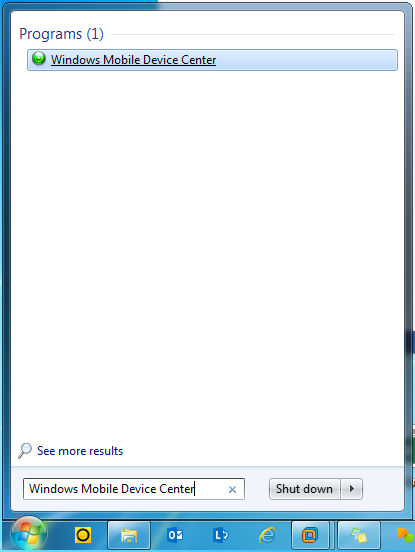 Programs (1)
Windows Mobile Device Center
See more results
Windows Mobile Device Center
Shut down